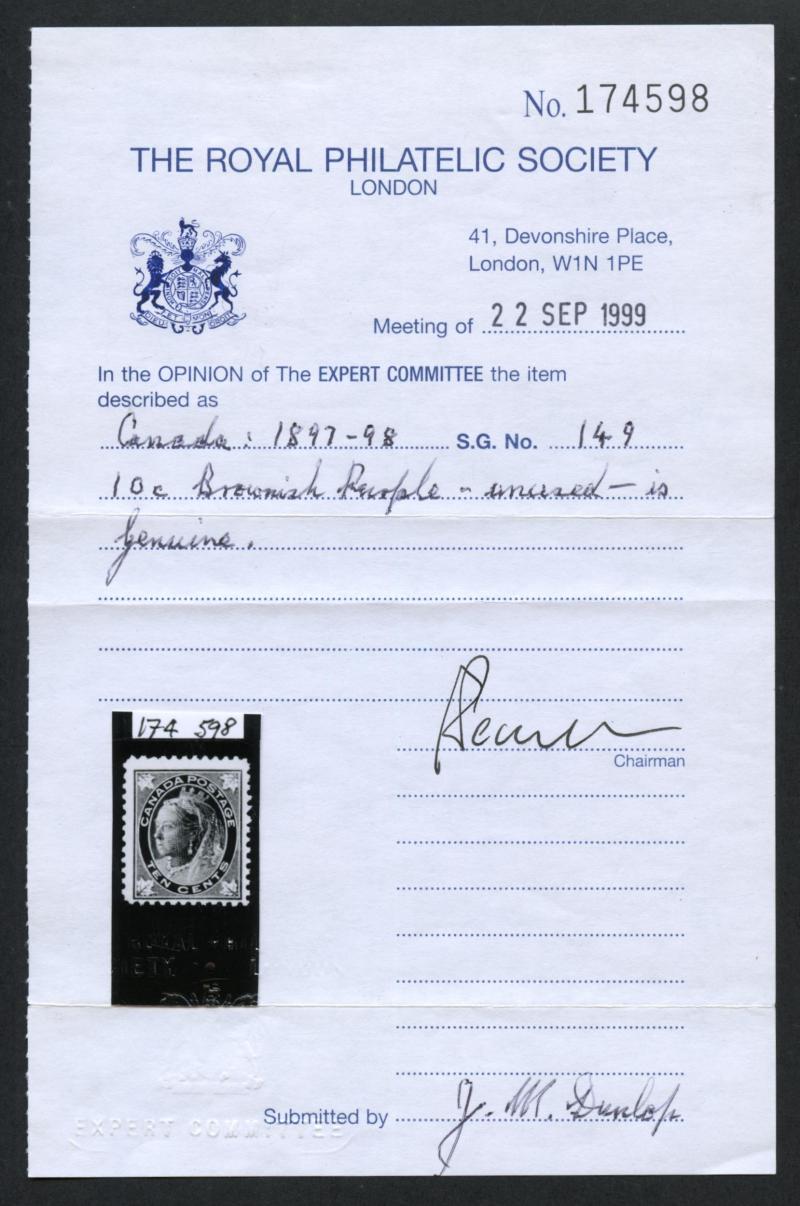 No. 174598
THE ROYAL PHILATELIC SOCIETY
LONDON
41, Devonshire Place,
London, W1N 1PE
Meeting of 22 SEP 1999
In the OPINION of The EXPERT COMMITTEE the item
described as
Canada: 1897-98 S.G. No. 149
10c Brownish Purple - unused - is
genuine.
Chairman
174 598
CANADA POSTAGE
TEN CENTS
Submitted by J. M. Dunlop
EXPERT COMMITTEE